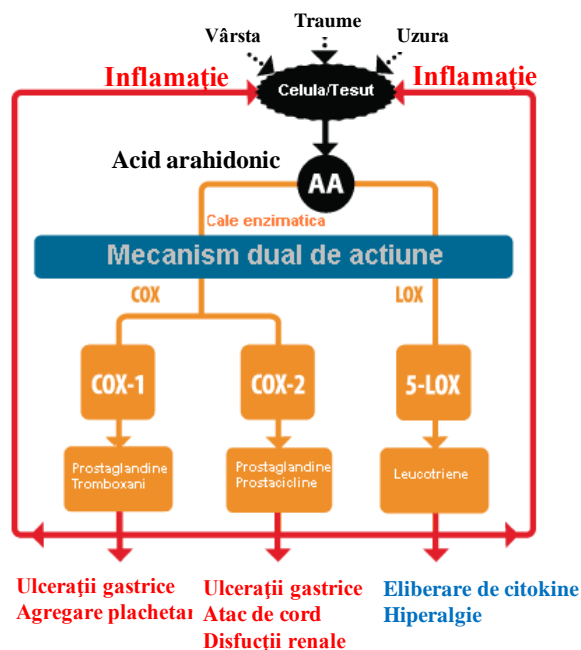 Traume
Vârsta
Uzura
Inflamaţie
Inflamaţie
Celula/Tesut
Acid arahidonic
AA
Cale enzimatica
Mecanism dual de actiune
COX
LOX
COX-1
COX-2
5-LOX
Prostaglandine
Tromboxani
Prostaglandine
Prostacicline
Leucotriene
Ulceraţii gastrice
Agregare
Ulceraţii gastrice
Atac de cord
Disfucţii renale
Eliberare de citokine
Hiperalgie